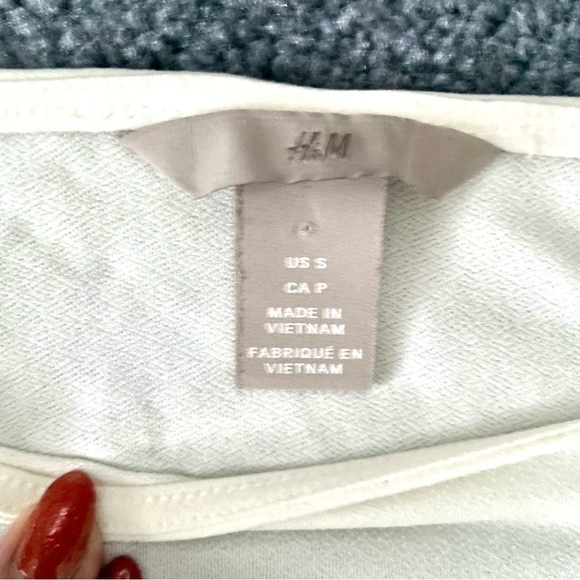 H&M
US S
CA P
MADE IN
VIETNAM
FABRIQUÉ EN
VIETNAM